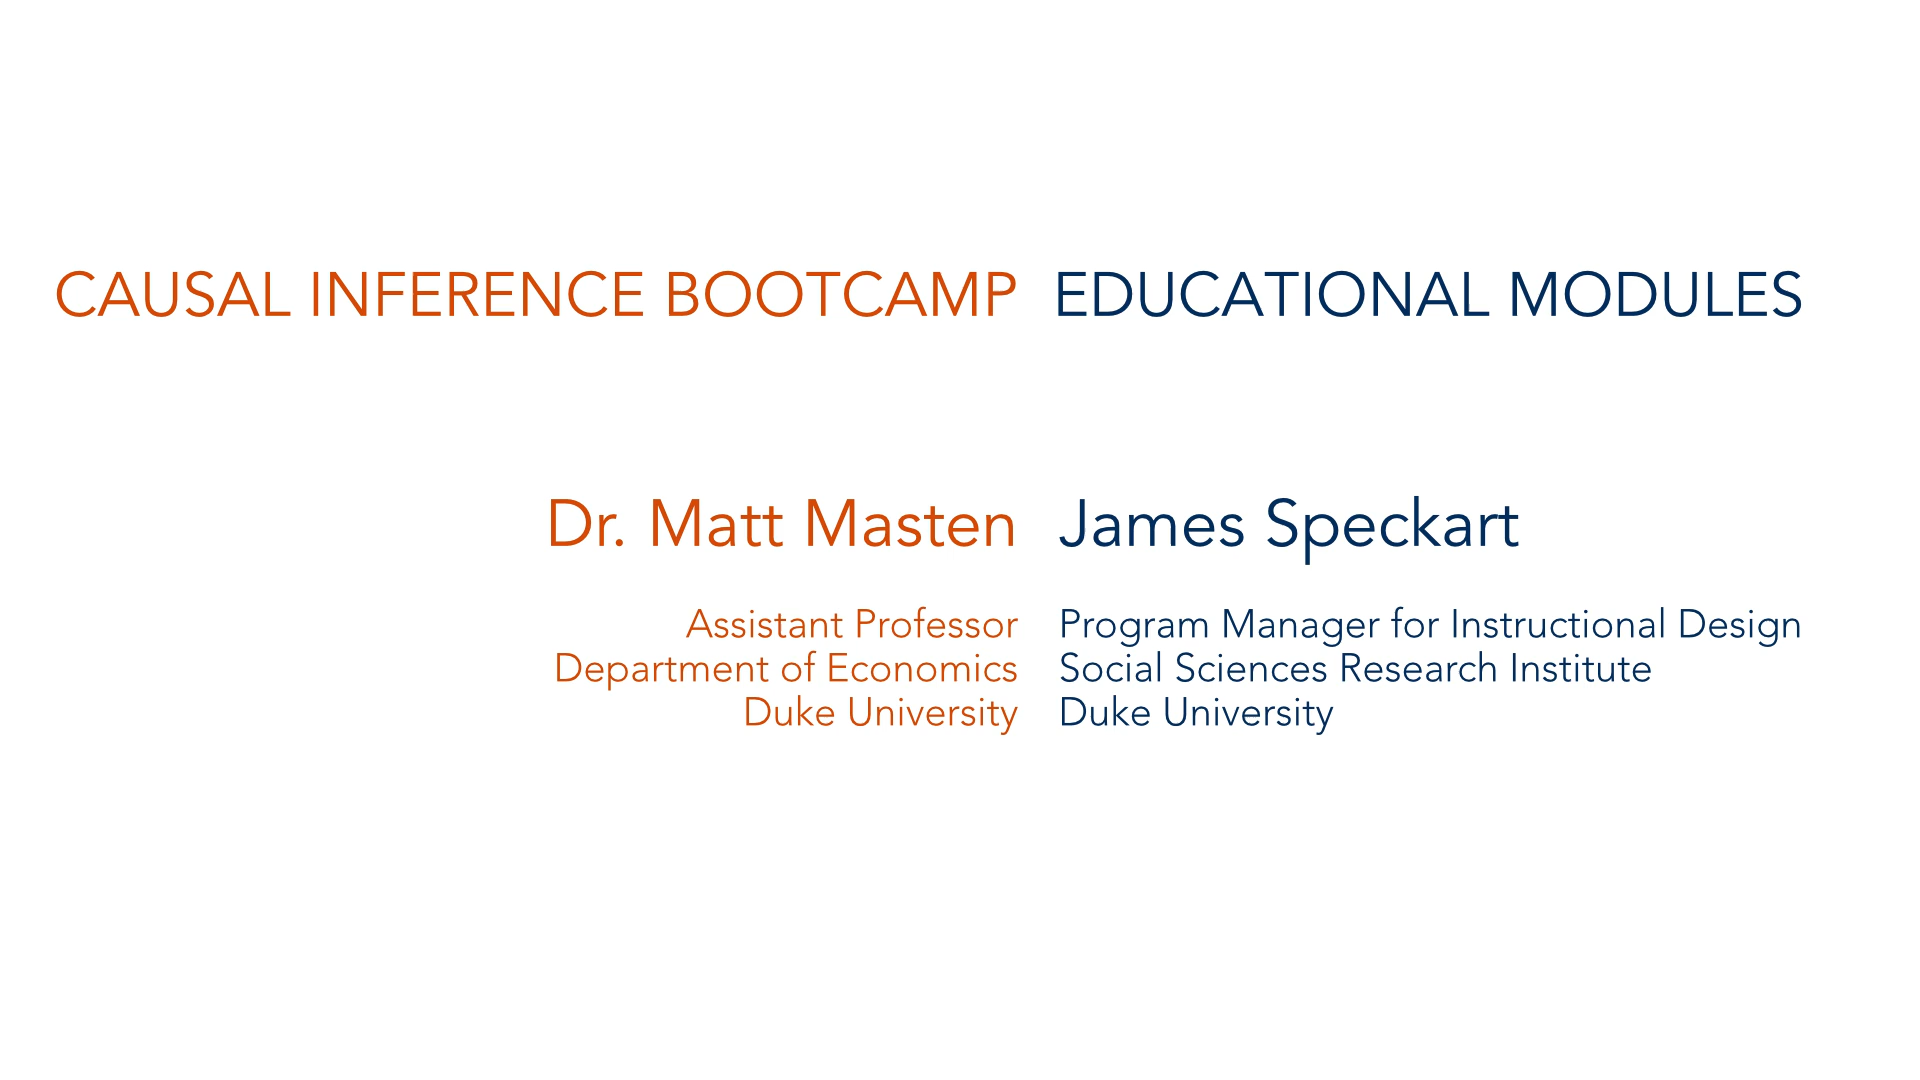 CAUSAL INFERENCE BOOTCAMP EDUCATIONAL MODULES
Dr. Matt Masten
Assistant Professor
Department of Economics
Duke University
James Speckart
Program Manager for Instructional Design
Social Sciences Research Institute
Duke University